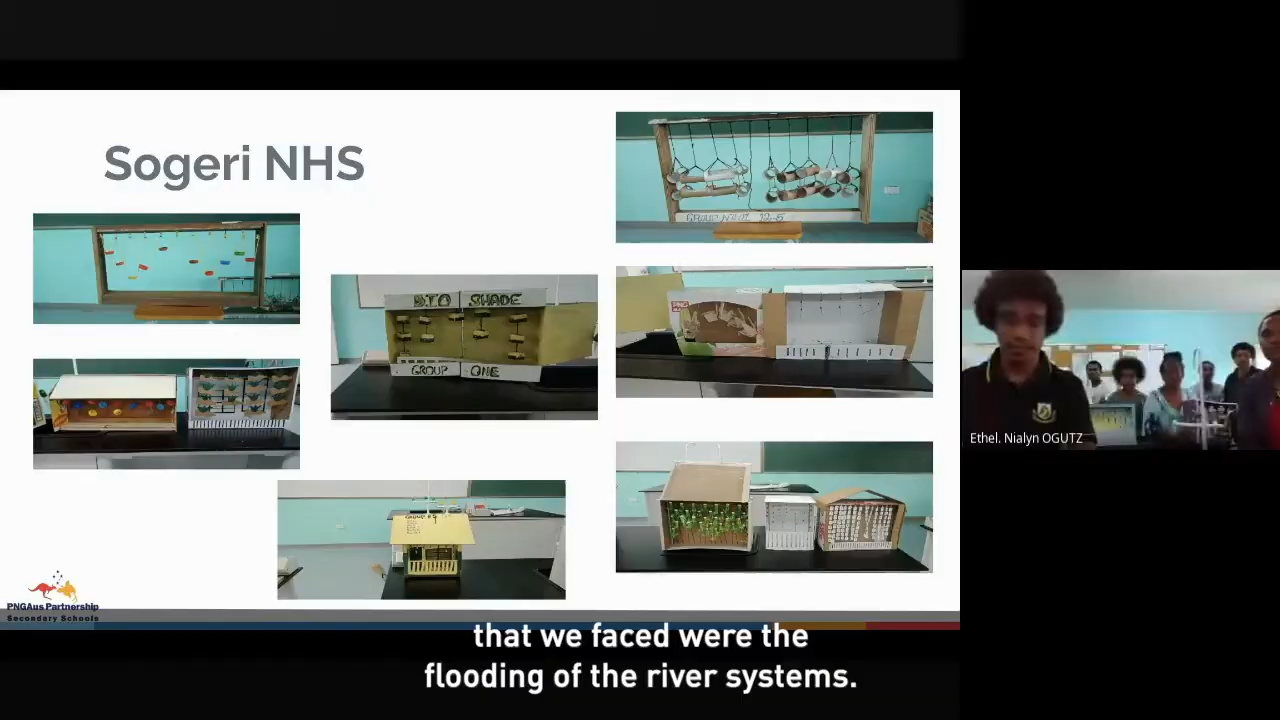 Sogeri NHS
BIO SHADE
GROUP ONE
Ethel. Nialyn OGUTZ
PNGAus Partnership
Secondary Schools
that we faced were the
flooding of the river systems.